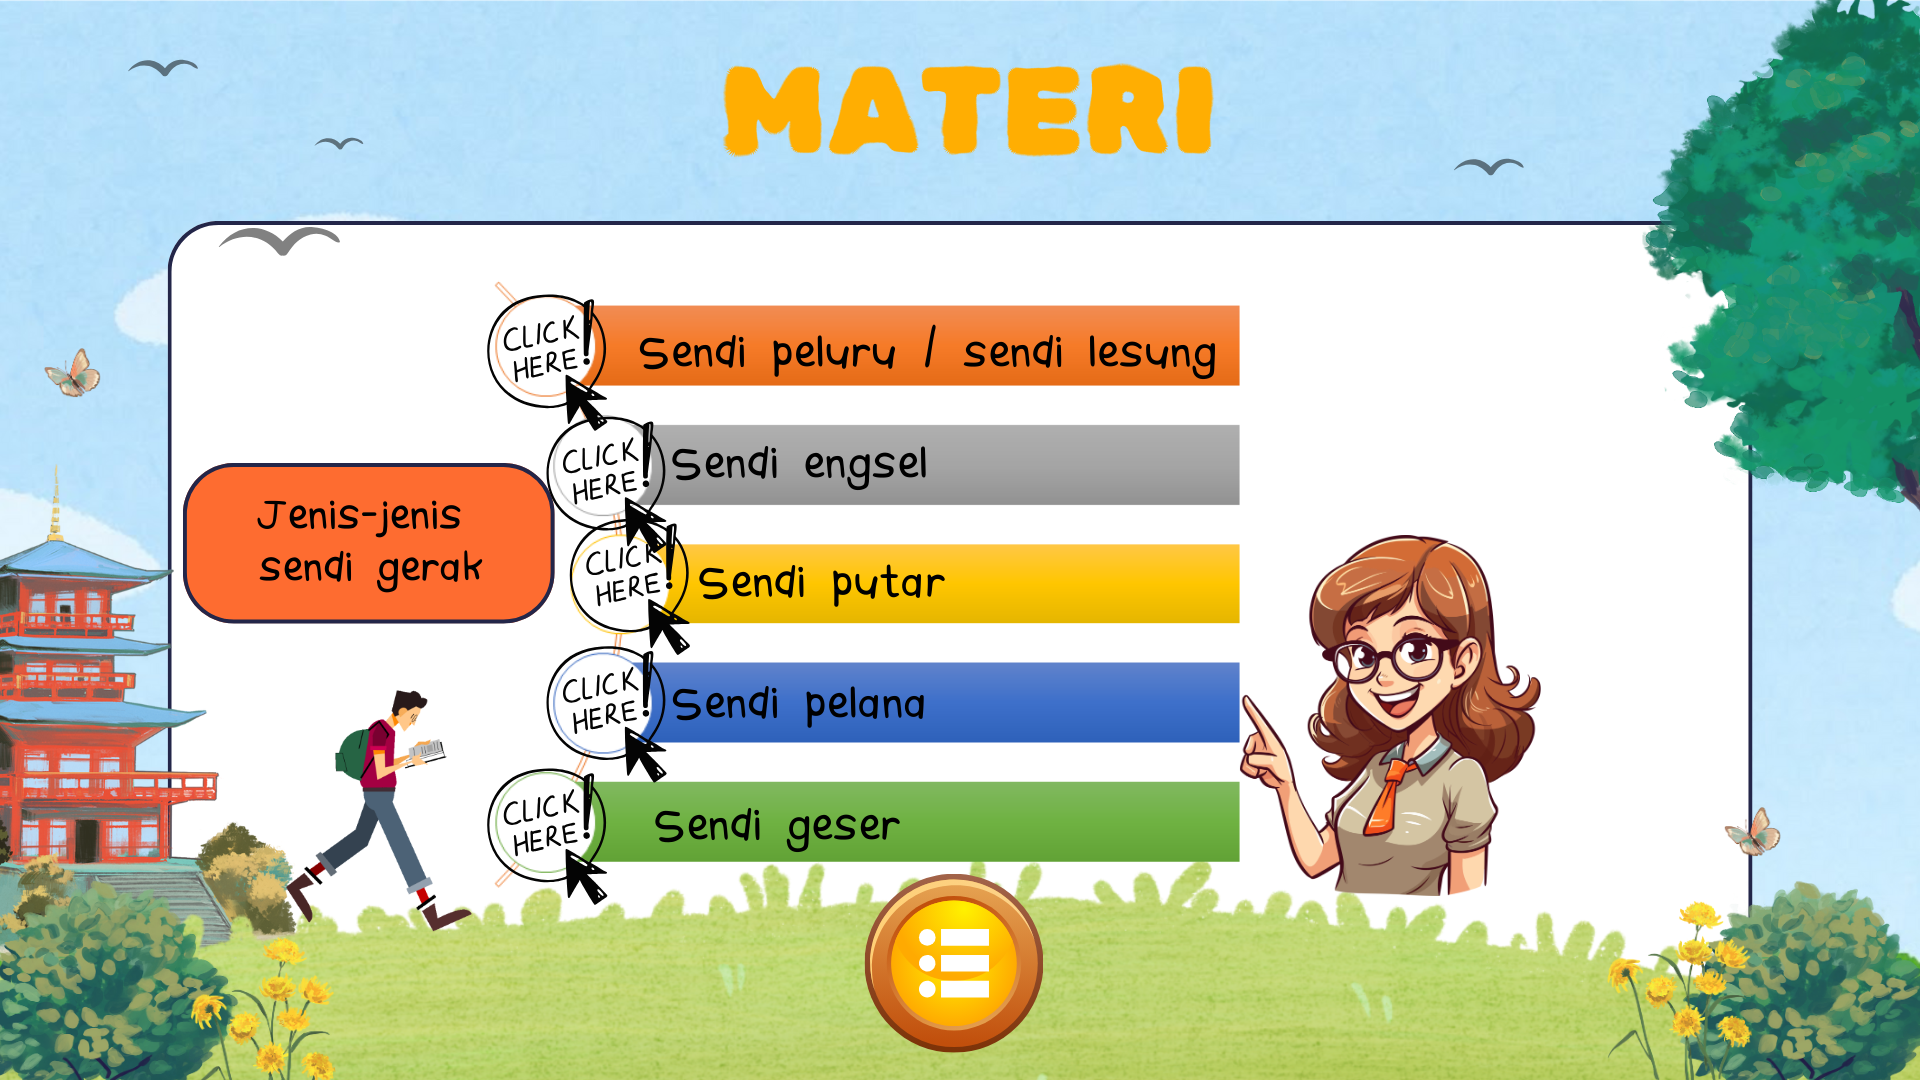 MATERI
CLICK
HERE!
Sendi peluru / sendi lesung
CLICK
HERE!
Sendi engsel
Jenis-jenis
sendi gerak
CLICK
HERE!
Sendi putar
CLICK
HERE!
Sendi pelana
CLICK
HERE!
Sendi geser